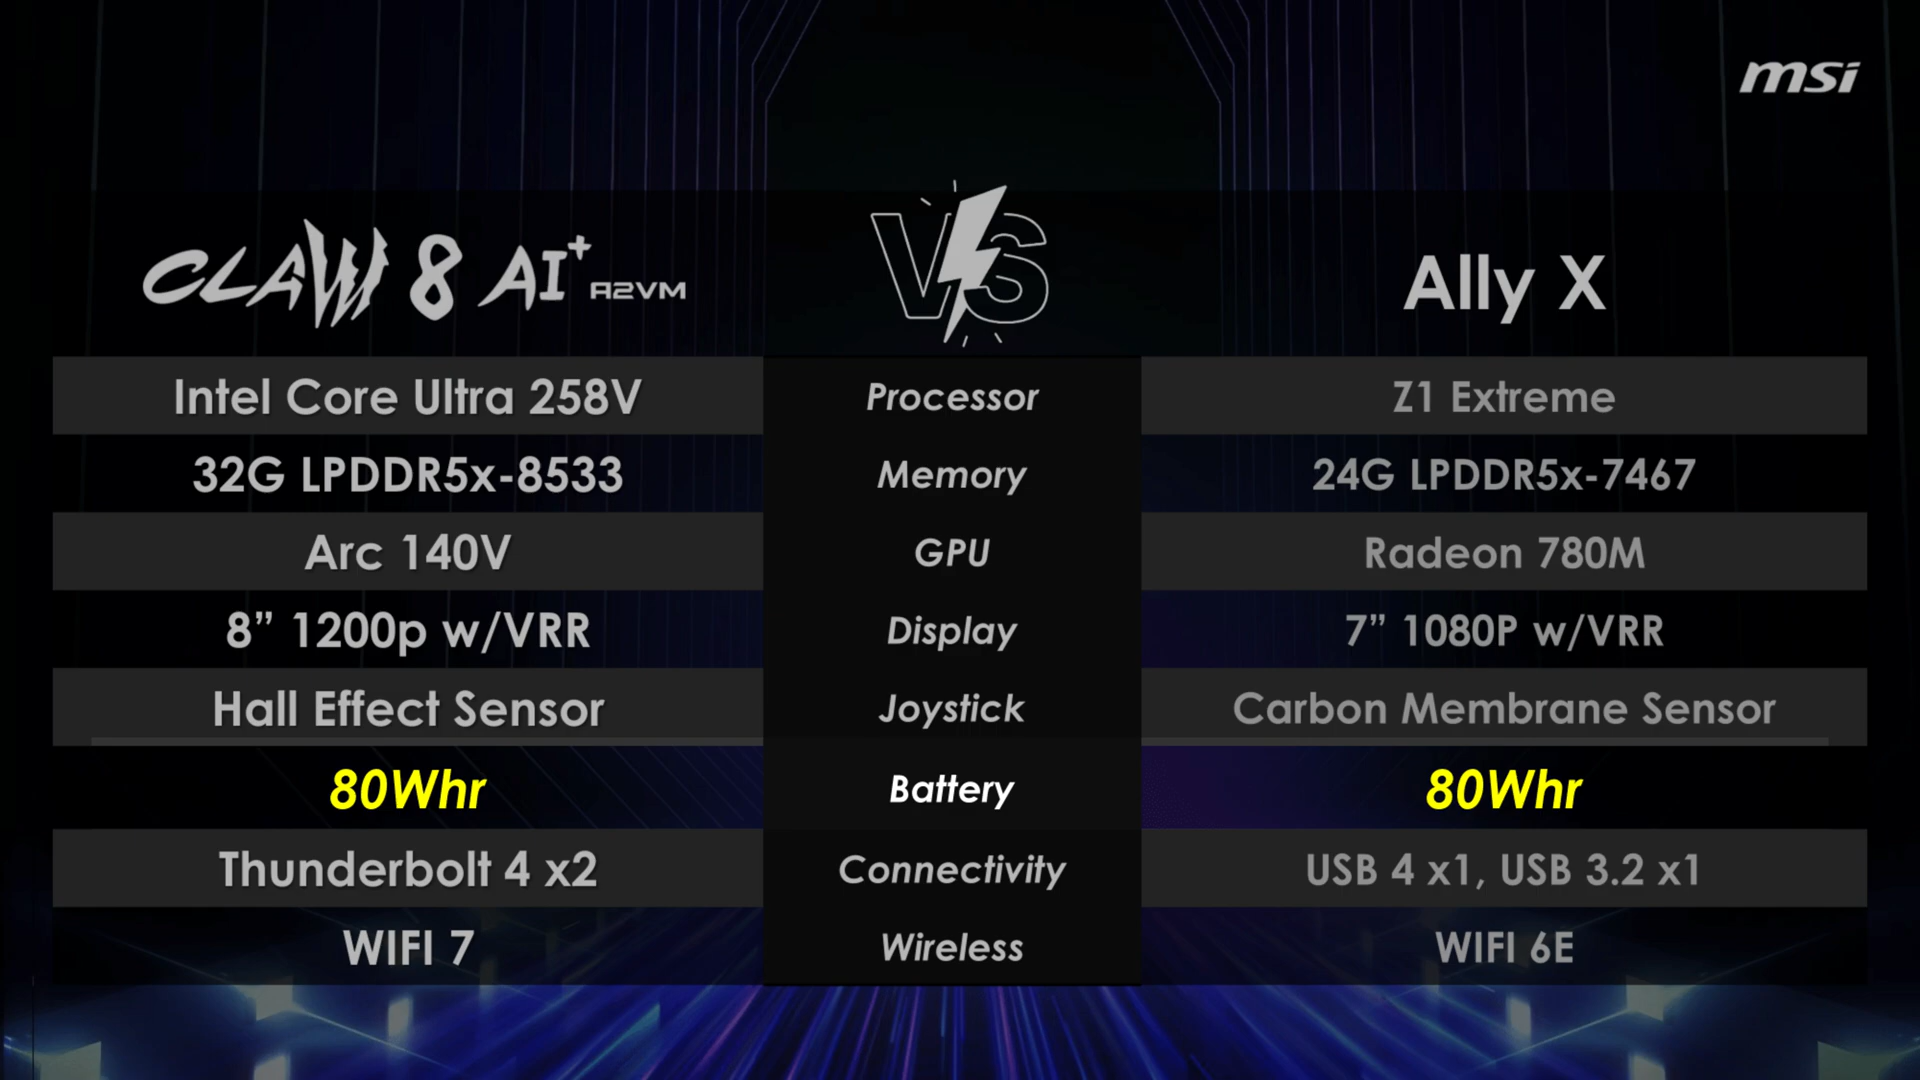 msi
CLAW 8 AI+ A2VM
VS
Ally X
Intel Core Ultra 258V
Processor
Z1 Extreme
32G LPDDR5x-8533
Memory
24G LPDDR5x-7467
Arc 140V
GPU
Radeon 780M
8” 1200p w/VRR
Display
7” 1080P w/VRR
Hall Effect Sensor
Joystick
Carbon Membrane Sensor
80Whr
Battery
80Whr
Thunderbolt 4 x2
Connectivity
USB 4 x1, USB 3.2 x1
WIFI 7
Wireless
WIFI 6E